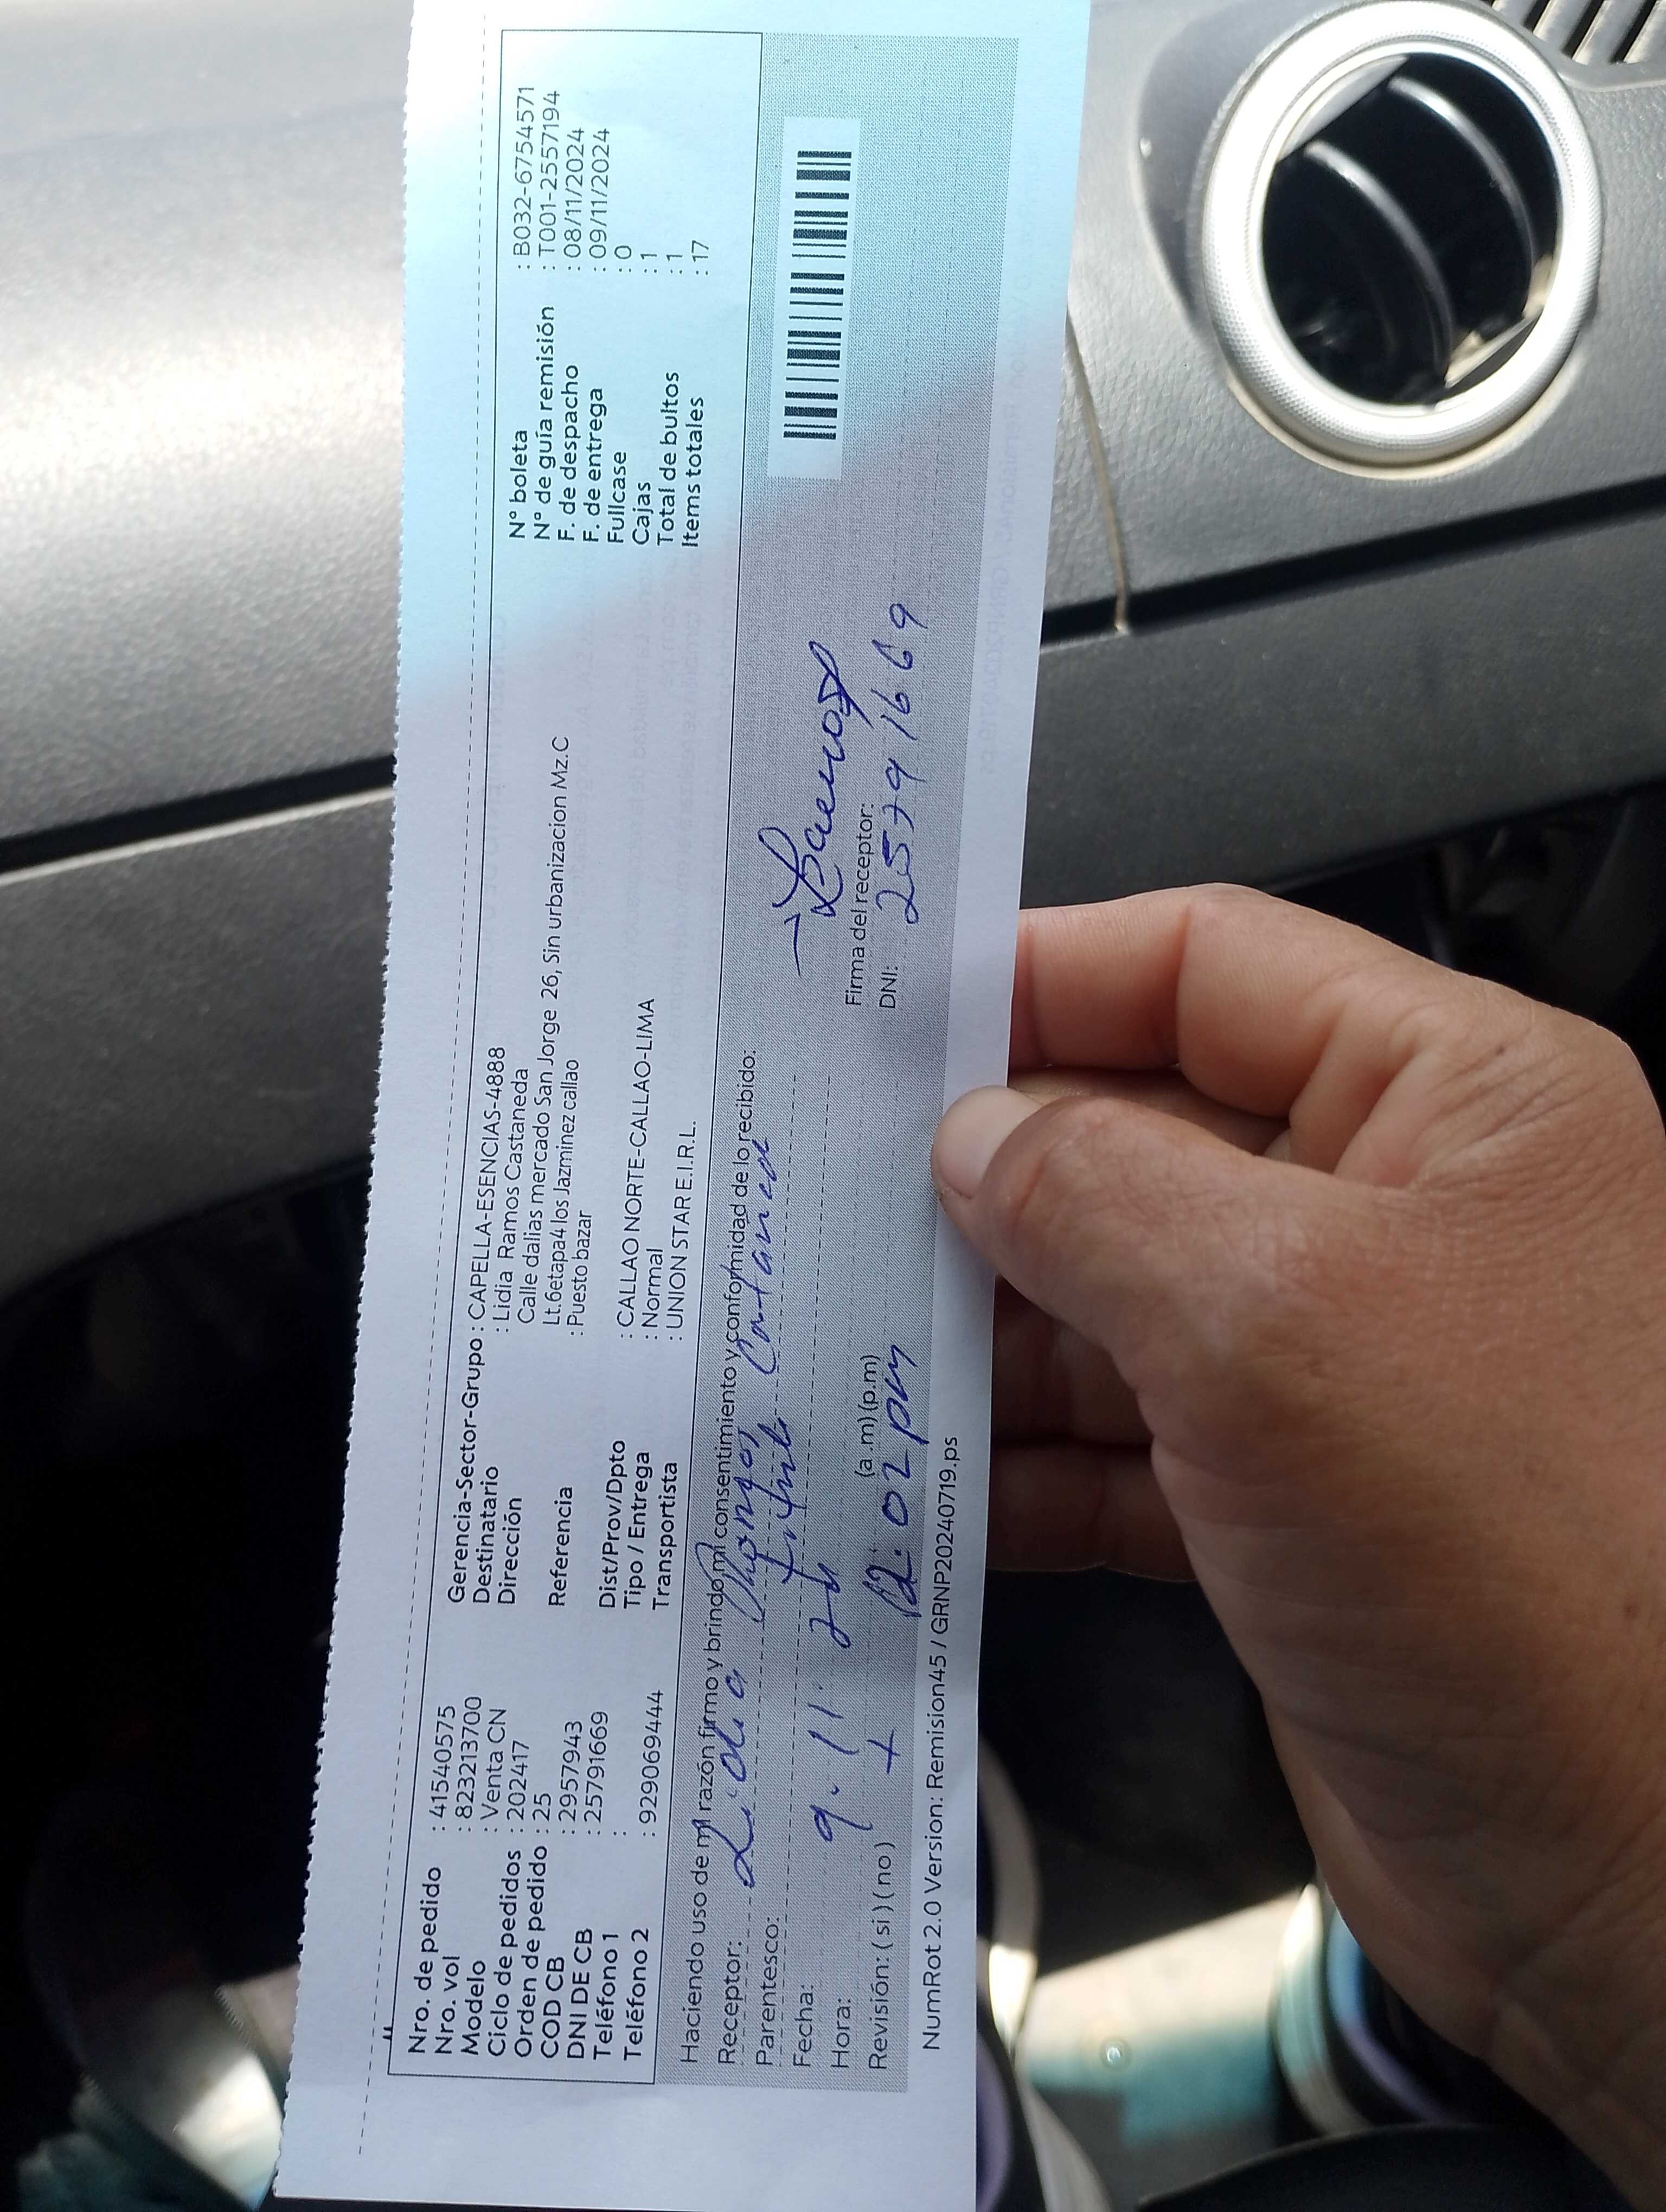 Nro. de pedido : 41540575
Nro. vol : 823213700
Modelo : Venta CN
Ciclo de pedidos : 202417
Orden de pedido : 25
COD CB : 2957943
DNI DE CB : 25791669
Teléfono 1 :
Teléfono 2 : 929069444
Gerencia-Sector-Grupo : CAPELLA-ESENCIAS-4888
Destinatario : Lidia Ramos Castaneda
Dirección Calle dalias mercado San Jorge 26, Sin urbanizacion Mz.C
Lt.6etapa4 los Jazminez callao
Referencia : Puesto bazar
Dist/Prov/Dpto : CALLAO NORTE-CALLAO-LIMA
Tipo / Entrega : Normal
Transportista : UNION STAR E.I.R.L.
N° boleta : B032-6754571
N° de guía remisión : T001-2557194
F. de despacho : 08/11/2024
F. de entrega : 09/11/2024
Fullcase : 0
Cajas : 1
Total de bultos : 1
Items totales : 17
Haciendo uso de mi razón firmo y brindo mi consentimiento y conformidad de lo recibido:
Receptor: Lidia Ramos
Parentesco:
Fecha: 9. 11. 24
Hora: (a .m) (p.m) 12:02 pm
Revisión: ( si ) ( no )
Firma del receptor:
DNI: 25791669
NumRot 2.0 Version: Remision45 / GRNP20240719.ps